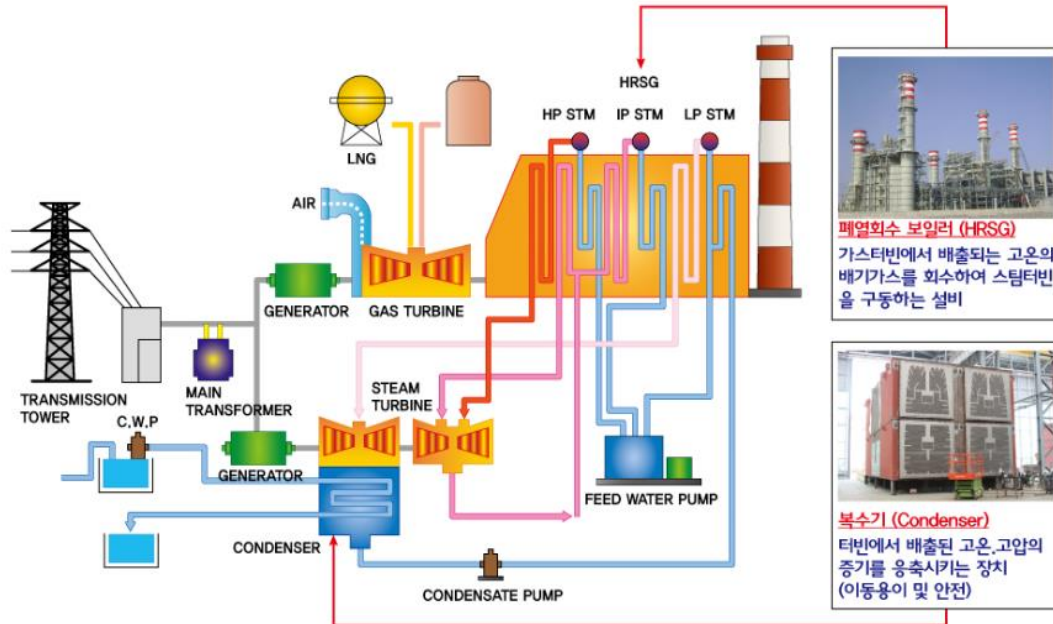 HRSG
HP STM
IP STM
LP STM
LNG
AIR
GENERATOR
GAS TURBINE
TRANSMISSION
TOWER
MAIN
TRANSFORMER
STEAM
TURBINE
C.W.P
GENERATOR
FEED WATER PUMP
CONDENSER
CONDENSATE PUMP
폐열회수 보일러 (HRSG)
가스터빈에서 배출되는 고온의
배기가스를 회수하여 스팀터빈
을 구동하는 설비
복수기 (Condenser)
터빈에서 배출된 고온.고압의
증기를 응축시키는 장치
(이동용이 및 안전)